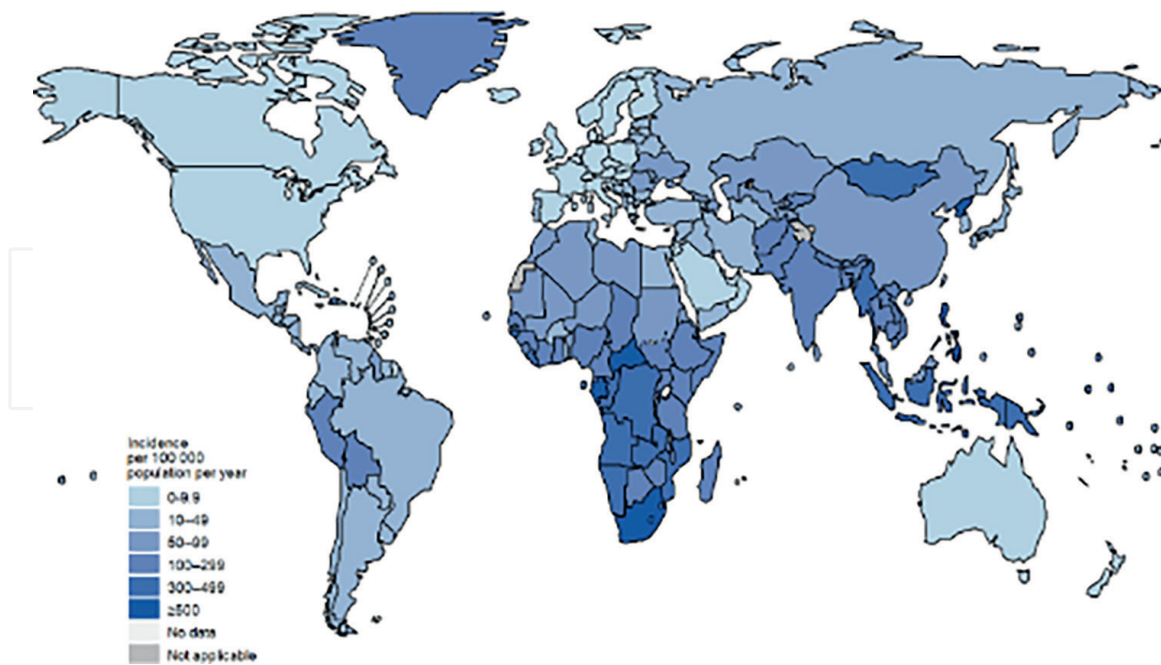 Incidence
per 100 000
population per year
0–9.9
10–49
50–99
100–299
300–499
≥500
No data
Not applicable